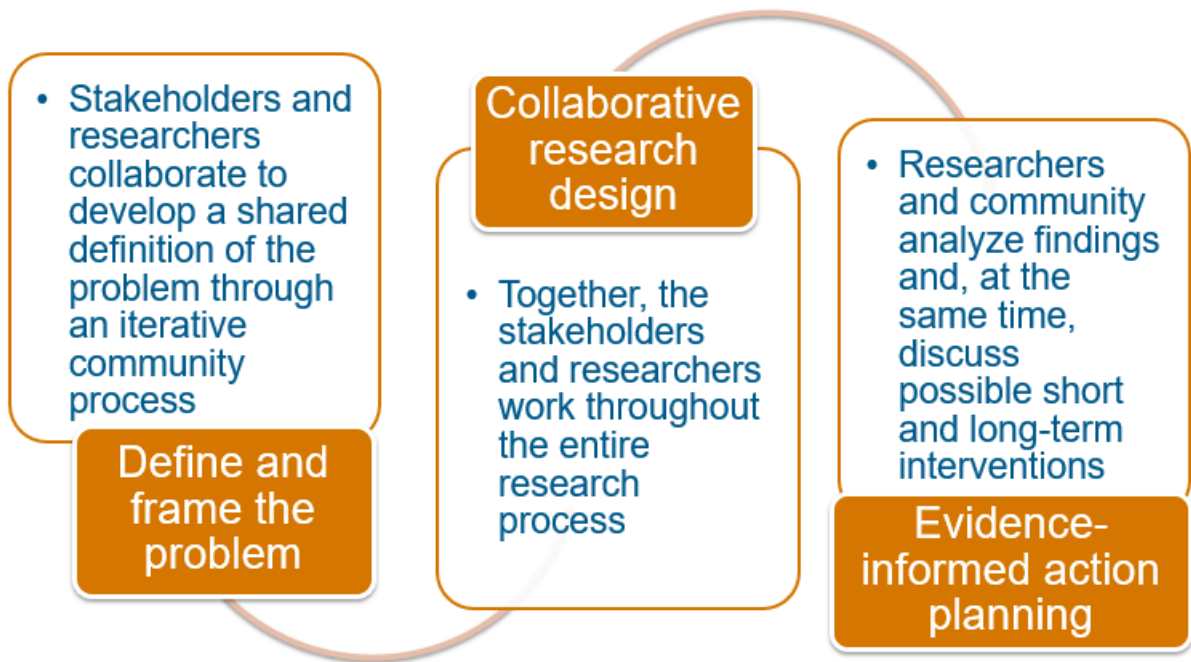 • Stakeholders and
researchers
collaborate to
develop a shared
definition of the
problem through
an iterative
community
process
Define and
frame the
problem
Collaborative
research
design
• Together, the
stakeholders
and researchers
work throughout
the entire
research
process
• Researchers
and community
analyze findings
and, at the
same time,
discuss
possible short
and long-term
interventions
Evidence-
informed action
planning